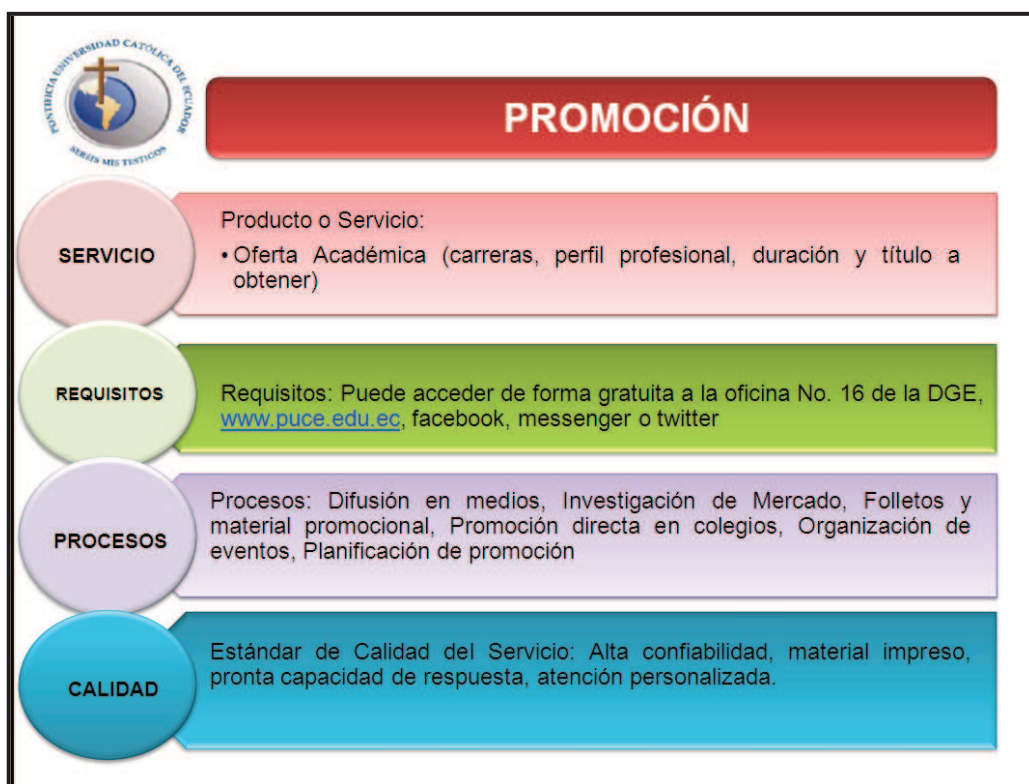 PONTIFICIA UNIVERSIDAD CATÓLICA DEL ECUADOR
SERÉIS MIS TESTIGOS
PROMOCIÓN
SERVICIO
Producto o Servicio:
• Oferta Académica (carreras, perfil profesional, duración y título a
obtener)
REQUISITOS
Requisitos: Puede acceder de forma gratuita a la oficina No. 16 de la DGE,
www.puce.edu.ec, facebook, messenger o twitter
PROCESOS
Procesos: Difusión en medios, Investigación de Mercado, Folletos y
material promocional, Promoción directa en colegios, Organización de
eventos, Planificación de promoción
CALIDAD
Estándar de Calidad del Servicio: Alta confiabilidad, material impreso,
pronta capacidad de respuesta, atención personalizada.